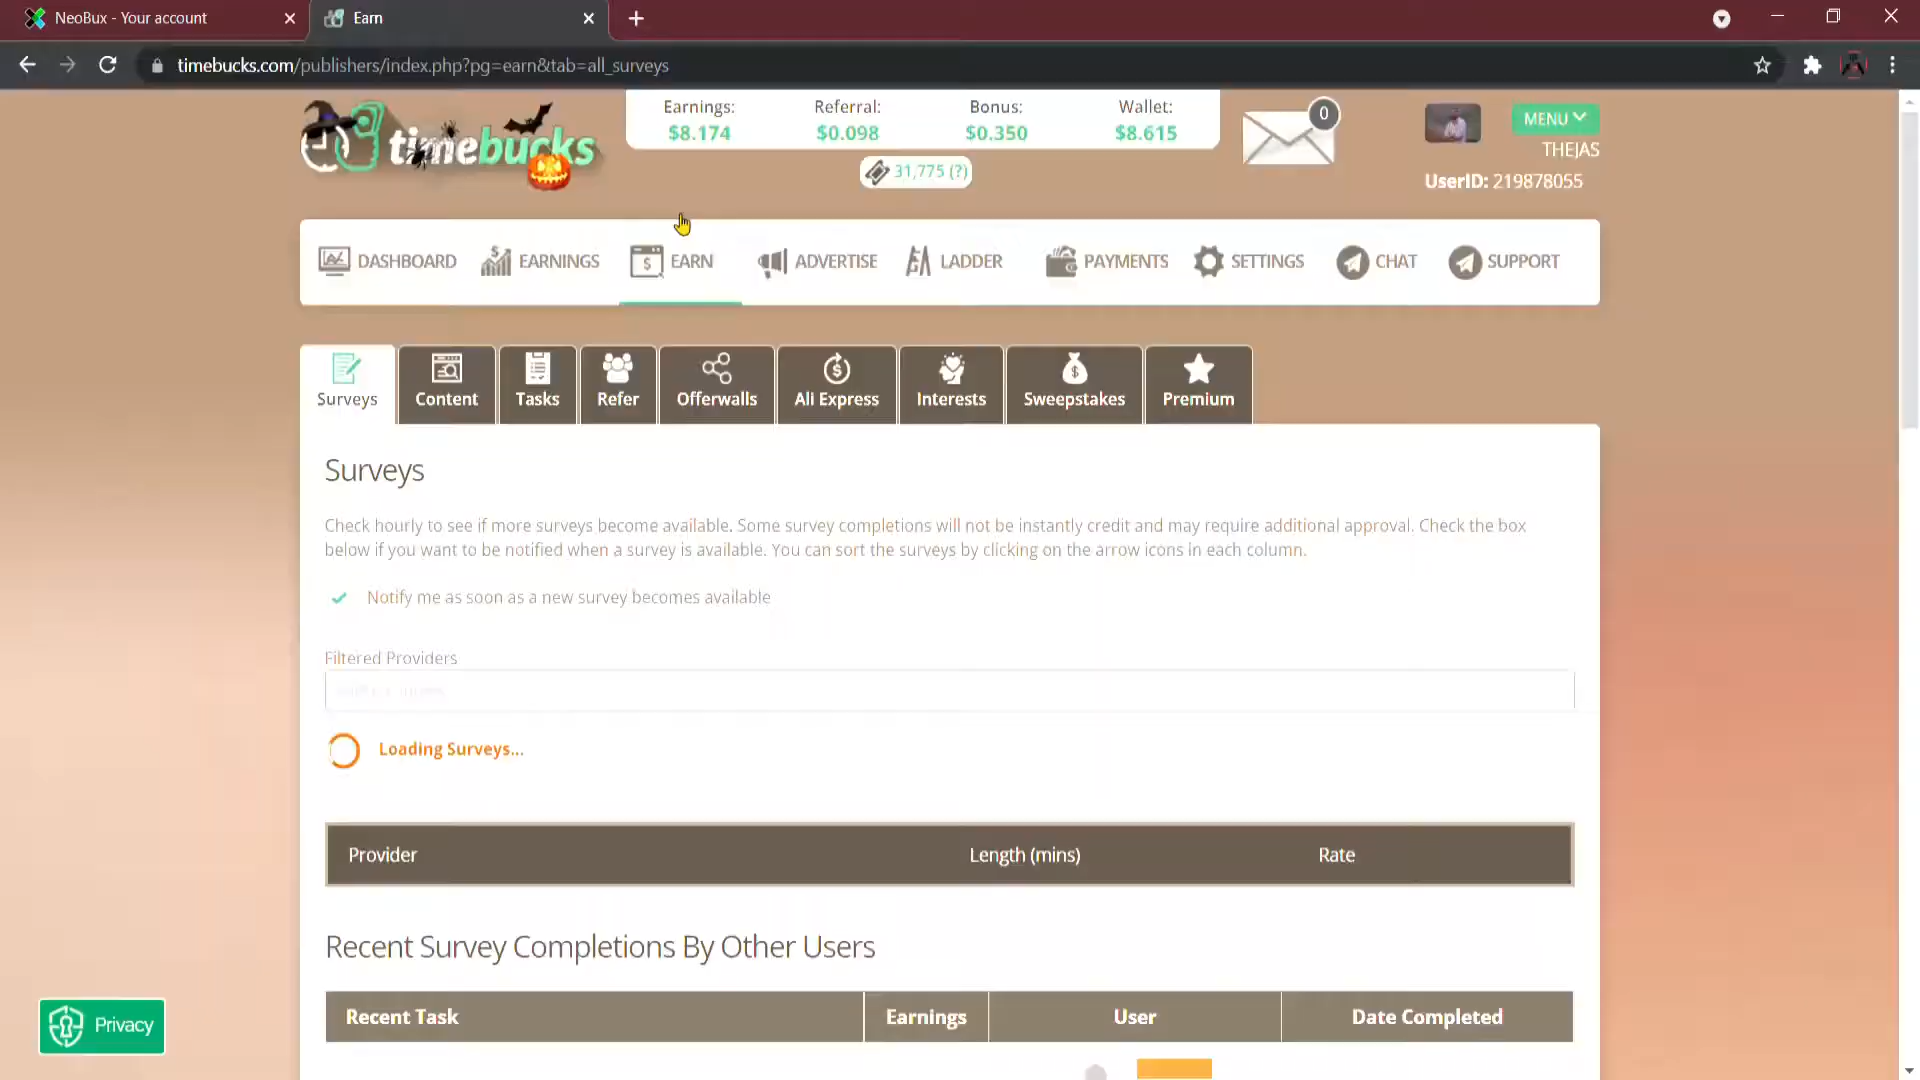 NeoBux - Your account
Earn
timebucks.com/publishers/index.php?pg=earn&tab=all_surveys
timebucks
Earnings:
$8.174
Referral:
$0.098
Bonus:
$0.350
Wallet:
$8.615
31,775 (?)
0
MENU
THEJAS
UserID: 219878055
DASHBOARD
EARNINGS
EARN
ADVERTISE
LADDER
PAYMENTS
SETTINGS
CHAT
SUPPORT
Surveys
Content
Tasks
Refer
Offerwalls
Ali Express
Interests
Sweepstakes
Premium
Surveys
Check hourly to see if more surveys become available. Some survey completions will not be instantly credit and may require additional approval. Check the box
below if you want to be notified when a survey is available. You can sort the surveys by clicking on the arrow icons in each column.
Notify me as soon as a new survey becomes available
Filtered Providers
Loading Surveys...
Provider
Length (mins)
Rate
Recent Survey Completions By Other Users
Recent Task
Earnings
User
Date Completed
Privacy